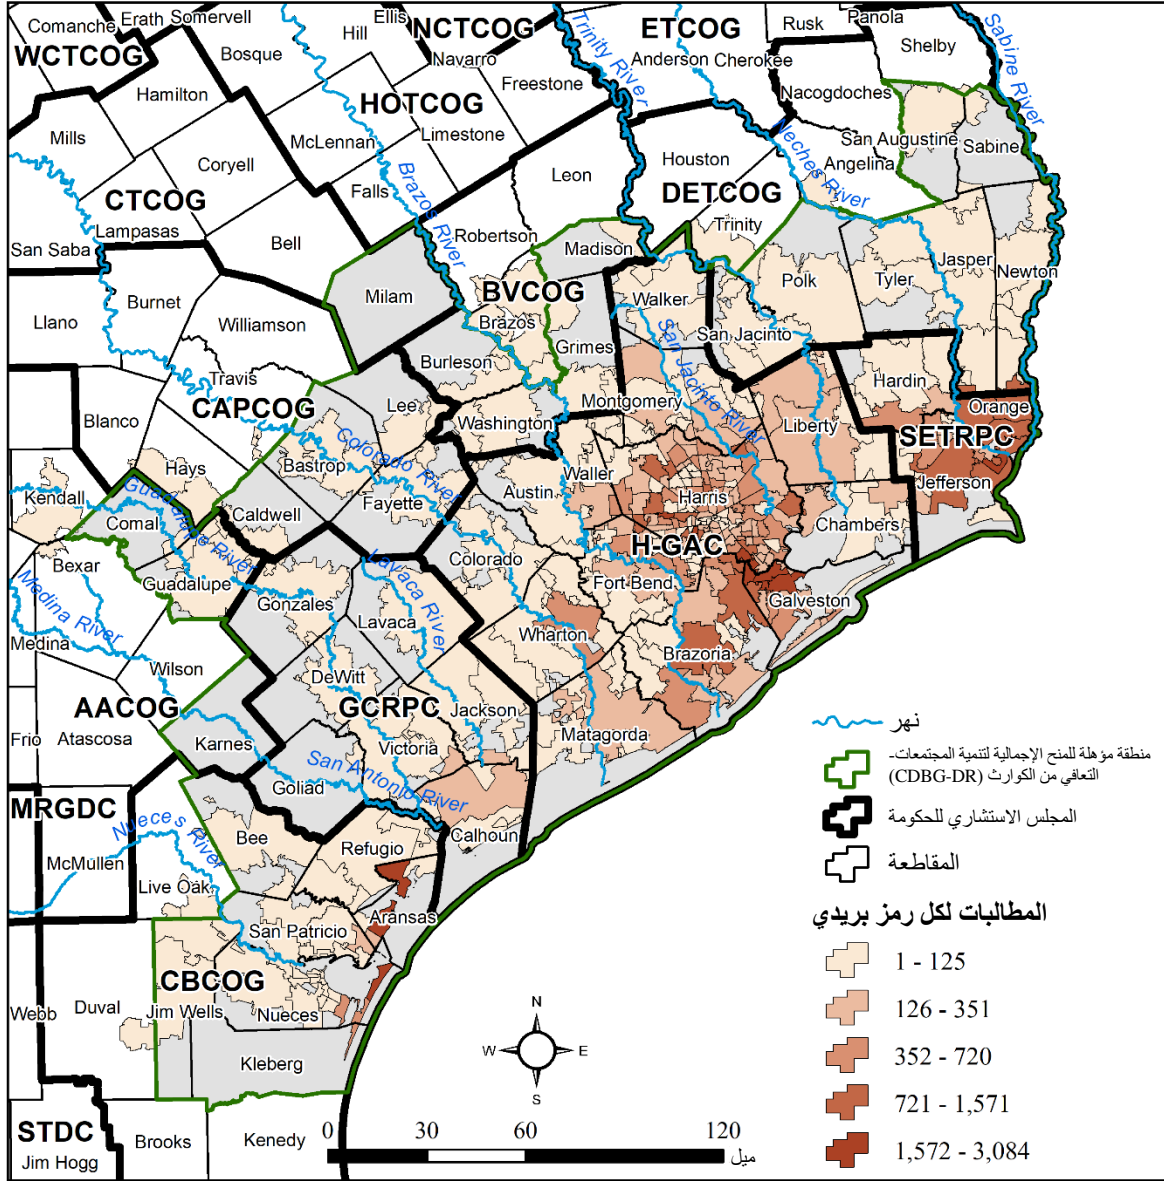 Comanche
Erath
Somervell
Ellis
Hill
NCTCOG
Navarro
ETCOG
Anderson
Cherokee
Rusk
Panola
Shelby
Sabine River
WCTCOG
Bosque
Freestone
Trinity River
Hamilton
HOTCOG
Limestone
Nacogdoches
Mills
McLennan
Neches River
San Augustine
Sabine
Angelina
Coryell
Houston
Leon
Falls
Brazos River
DETCOG
CTCOG
Lampasas
Bell
Robertson
Madison
Trinity
San Saba
Milam
Jasper
Newton
Burnet
BVCOG
Walker
Polk
Tyler
Llano
Williamson
Brazos
San Jacinto
Grimes
Burleson
San Jacinto River
Travis
Hardin
Blanco
CAPCOG
Lee
Montgomery
Orange
Washington
Liberty
SETRPC
Colorado River
Hays
Bastrop
Waller
Jefferson
Kendall
Guadalupe River
Austin
Harris
Fayette
Comal
Caldwell
Chambers
Bexar
Lavaca River
Colorado
H-GAC
Medina River
Guadalupe
Fort Bend
Gonzales
Galveston
Lavaca
Wharton
Medina
Wilson
Brazoria
DeWitt
AACOG
GCRPC
Jackson
Frio
Atascosa
Karnes
Victoria
Matagorda
San Antonio River
Goliad
MRGDC
Nueces River
Bee
Calhoun
Refugio
McMullen
Live Oak
Aransas
San Patricio
CBCOG
Webb
Duval
Jim Wells
Nueces
Kleberg
STDC
Jim Hogg
Brooks
Kenedy
نهر
منطقة مؤهلة للمنح الإجمالية لتنمية المجتمعات-
التعافي من الكوارث (CDBG-DR)
المجلس الاستشاري للحكومة
المقاطعة
المطالبات لكل رمز بريدي
1 - 125
126 - 351
352 - 720
721 - 1,571
1,572 - 3,084
N
W
E
S
0
30
60
120
ميل